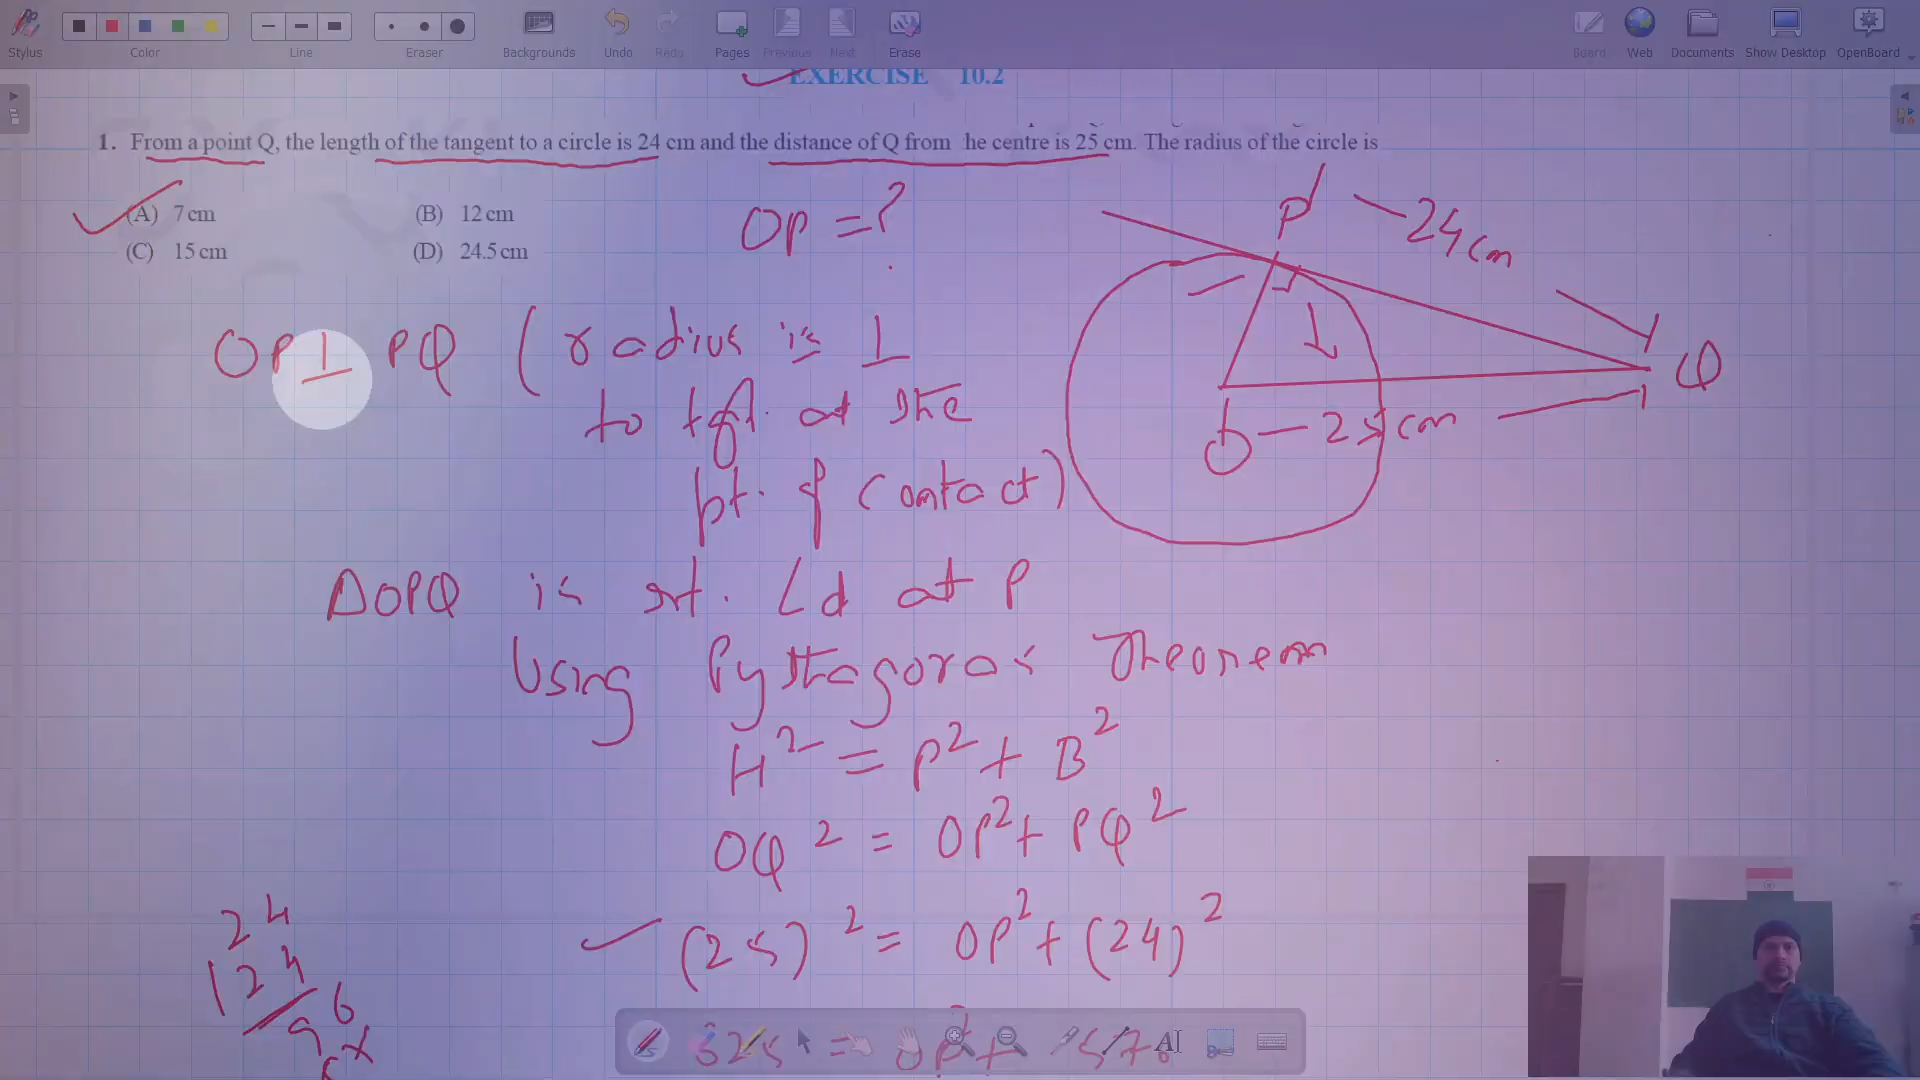 Stylus
Color
Line
Eraser
Backgrounds
Undo
Redo
Pages
Previous
Next
Erase
Board
Web
Documents
Show Desktop
OpenBoard
EXERCISE 10.2
1. From a point Q, the length of the tangent to a circle is 24 cm and the distance of Q from he centre is 25 cm. The radius of the circle is
(A) 7 cm (B) 12 cm
(C) 15 cm (D) 24.5 cm
OP = ?
P
24 cm
Q
O
25 cm
OP ⊥ PQ ( radius is ⊥
to tgt. at the
pt. of contact)
ΔOPQ is rt. ∠d at P
Using Pythagoras Theorem
H² = P² + B²
OQ² = OP² + PQ²
(25)² = OP² + (24)²
24
24
96